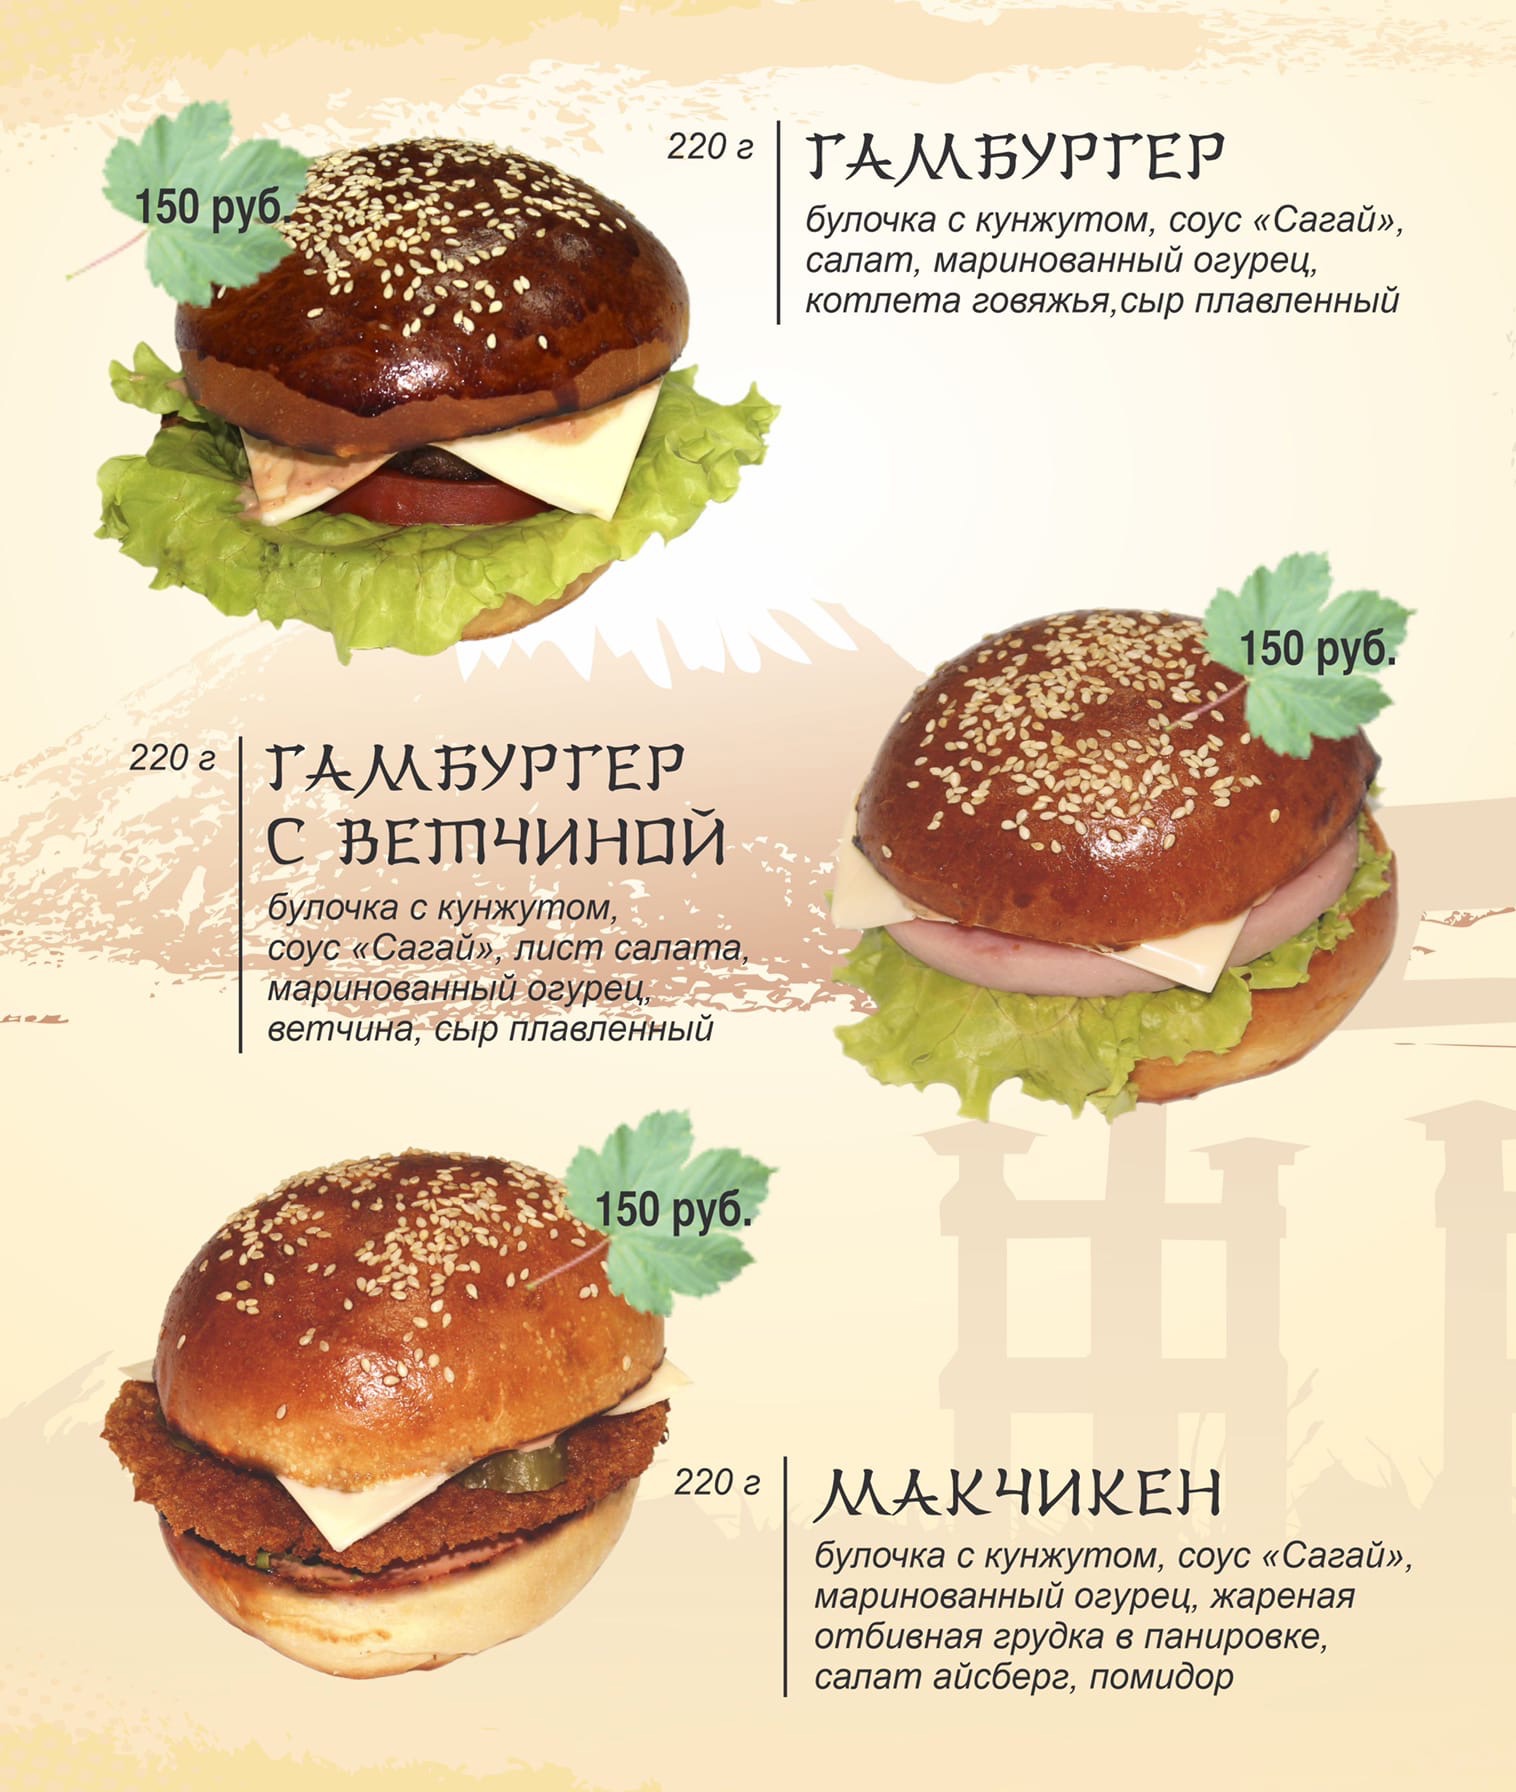 150 руб.
220 г
ГАМБУРГЕР
булочка с кунжутом, соус «Сагай»,
салат, маринованный огурец,
котлета говяжья,сыр плавленный
150 руб.
220 г
ГАМБУРГЕР
С ВЕТЧИНОЙ
булочка с кунжутом,
соус «Сагай», лист салата,
маринованный огурец,
ветчина, сыр плавленный
150 руб.
220 г
МАКЧИКЕН
булочка с кунжутом, соус «Сагай»,
маринованный огурец, жареная
отбивная грудка в панировке,
салат айсберг, помидор